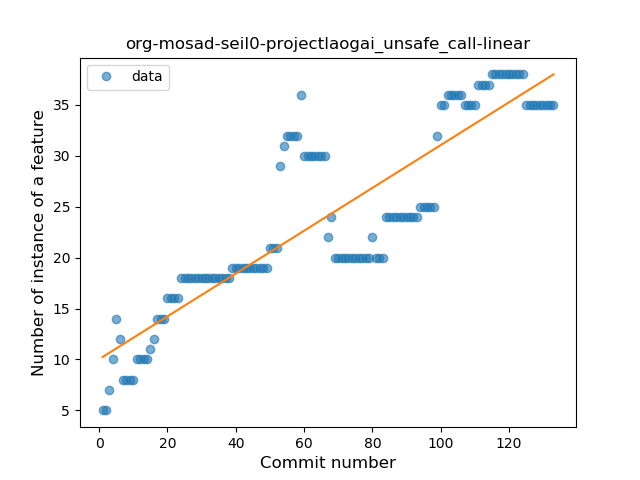 org-mosad-seil0-projectlaogai_unsafe_call-linear
data
Number of instance of a feature
35
30
25
20
15
10
5
0 20 40 60 80 100 120
Commit number